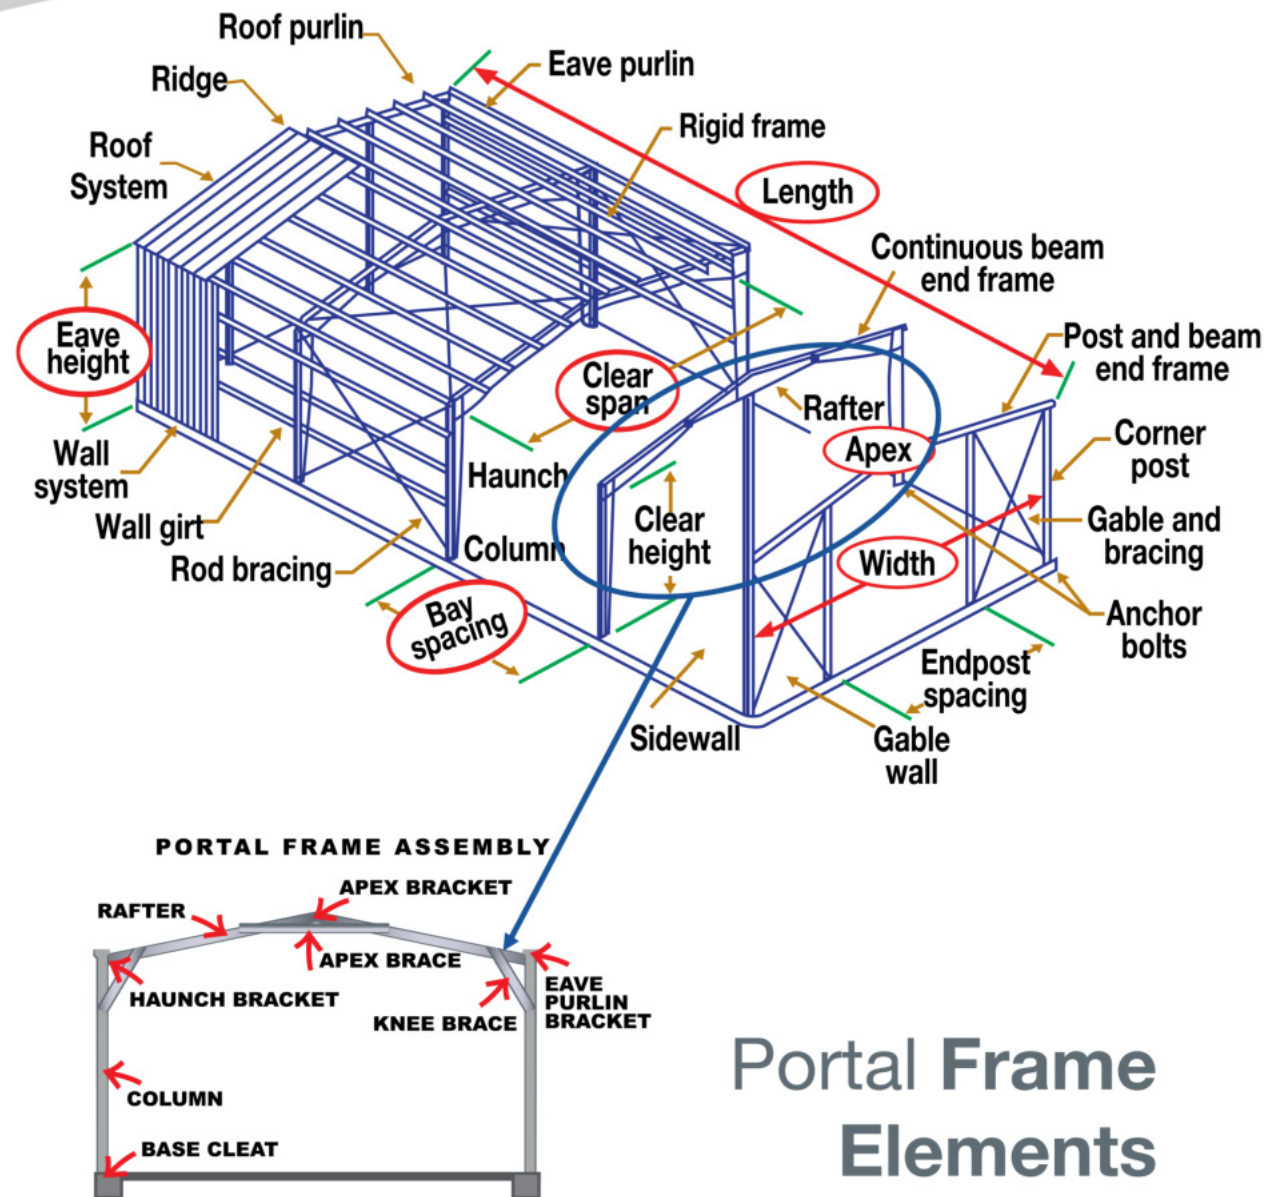 Roof purlin
Ridge
Eave purlin
Rigid frame
Roof
System
Length
Continuous beam
end frame
Eave
height
Clear
span
Post and beam
end frame
Rafter
Apex
Corner
post
Wall
system
Haunch
Wall girt
Clear
height
Gable and
bracing
Rod bracing
Column
Width
Bay
spacing
Anchor
bolts
Endpost
spacing
Sidewall
Gable
wall
PORTAL FRAME ASSEMBLY
APEX BRACKET
RAFTER
APEX BRACE
HAUNCH BRACKET
KNEE BRACE
EAVE
PURLIN
BRACKET
COLUMN
BASE CLEAT
Portal Frame
Elements